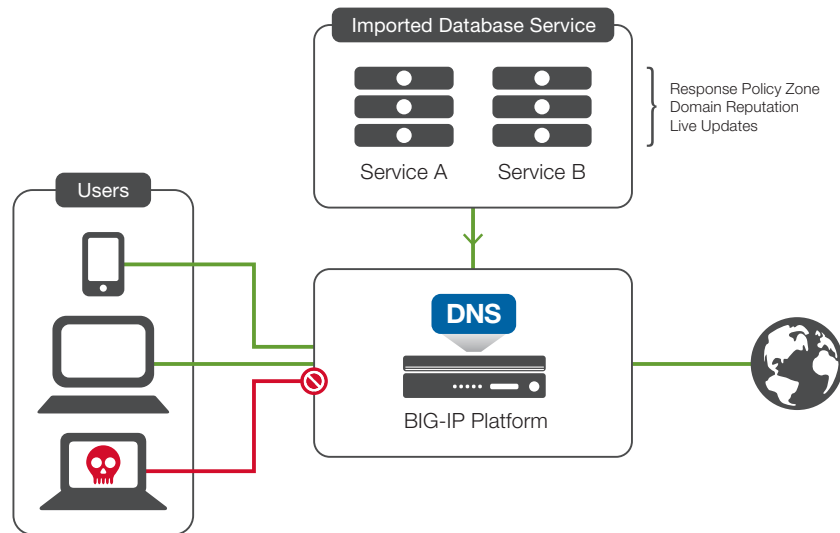 Imported Database Service
Response Policy Zone
Domain Reputation
Live Updates
Service A
Service B
Users
DNS
BIG-IP Platform